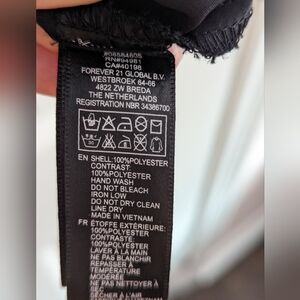 RN#94981
CA#40198
FOREVER 21 GLOBAL B.V.
WESTBROEK 64-66
4822 ZW BREDA
THE NETHERLANDS
REGISTRATION NBR 34386700
EN SHELL:100%POLYESTER
CONTRAST:
100%POLYESTER
HAND WASH
DO NOT BLEACH
IRON LOW
DO NOT DRY CLEAN
LINE DRY
MADE IN VIETNAM
FR ÉTOFFE EXTÉRIEURE:
100%POLYESTER
CONTRASTE:
100%POLYESTER
LAVER À LA MAIN
NE PAS BLANCHIR
REPASSER À
TEMPÉRATURE
MODÉRÉE
NE PAS NETTOYER À
SEC
SÉCHER À L'AIR